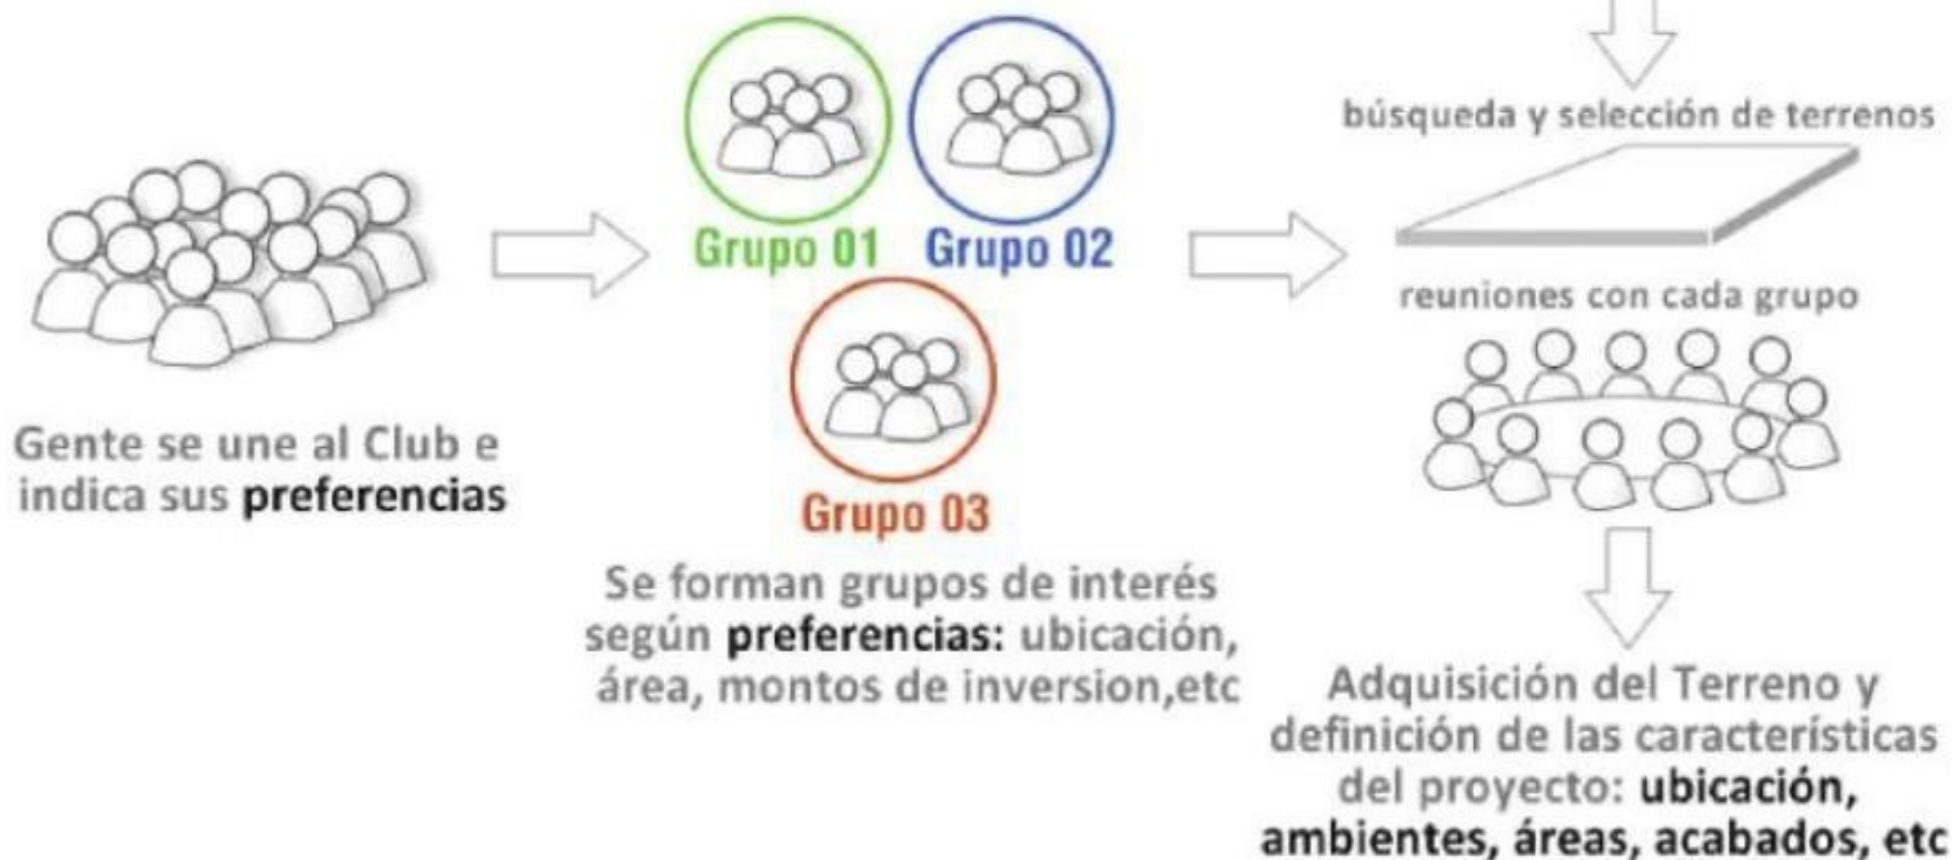 Gente se une al Club e
indica sus preferencias
Grupo 01
Grupo 02
Grupo 03
Se forman grupos de interés
según preferencias: ubicación,
área, montos de inversion,etc
búsqueda y selección de terrenos
reuniones con cada grupo
Adquisición del Terreno y
definición de las características
del proyecto: ubicación,
ambientes, áreas, acabados, etc